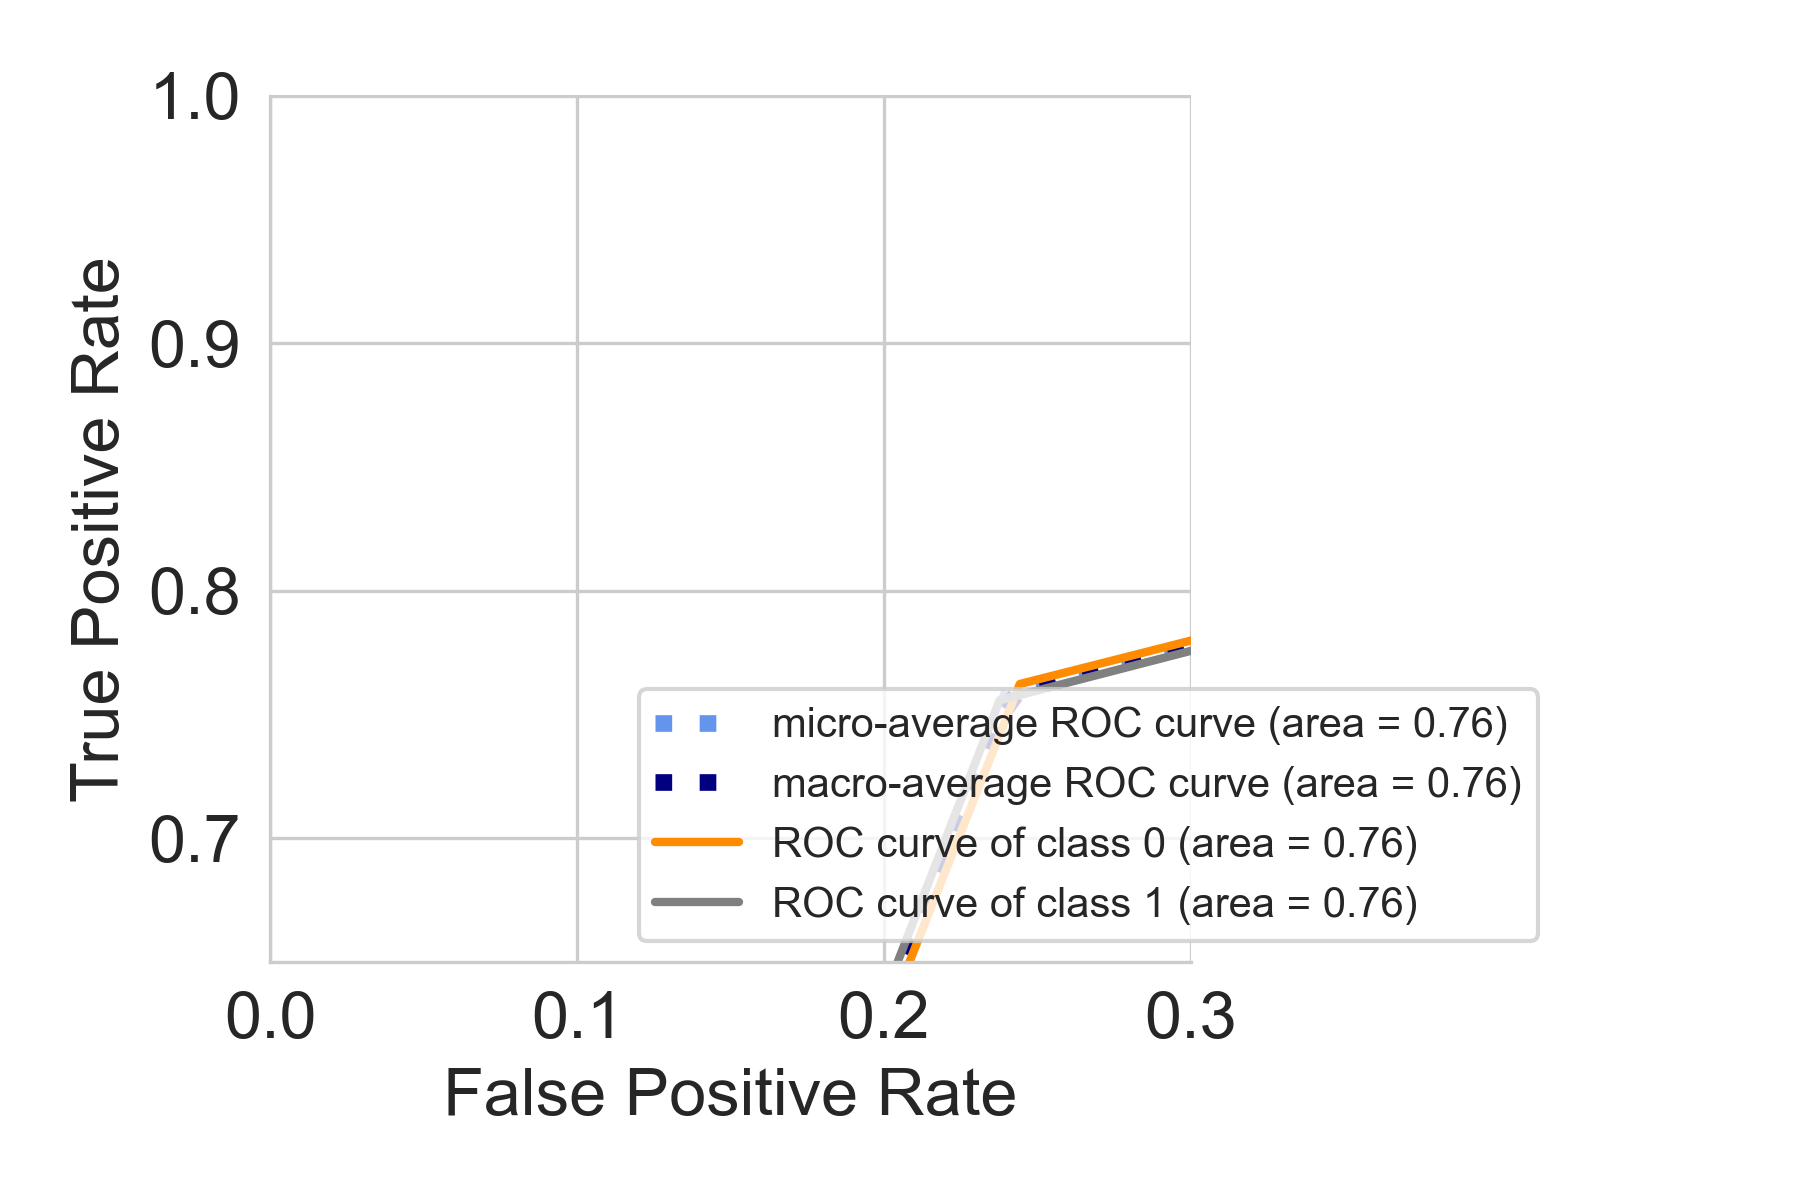 1.0
0.9
0.8
0.7
True Positive Rate
micro-average ROC curve (area = 0.76)
macro-average ROC curve (area = 0.76)
ROC curve of class 0 (area = 0.76)
ROC curve of class 1 (area = 0.76)
0.0 0.1 0.2 0.3
False Positive Rate